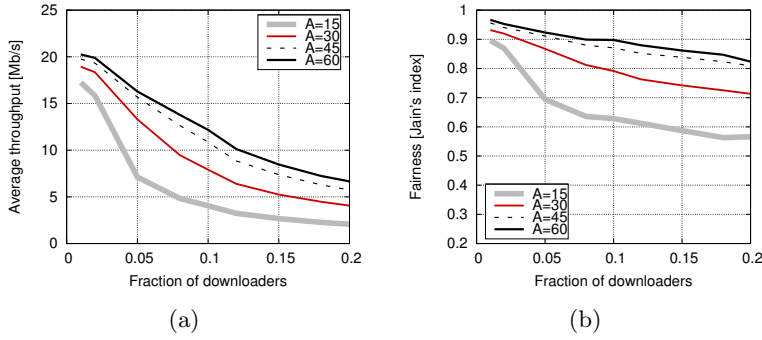 Average throughput [Mb/s]
25
20
15
10
5
0
0
0.05
0.1
0.15
0.2
Fraction of downloaders
A=15
A=30
A=45
A=60
(a)
Fairness [Jain's index]
1
0.9
0.8
0.7
0.6
0.5
0.4
0.3
0.2
0
0.05
0.1
0.15
0.2
Fraction of downloaders
A=15
A=30
A=45
A=60
(b)